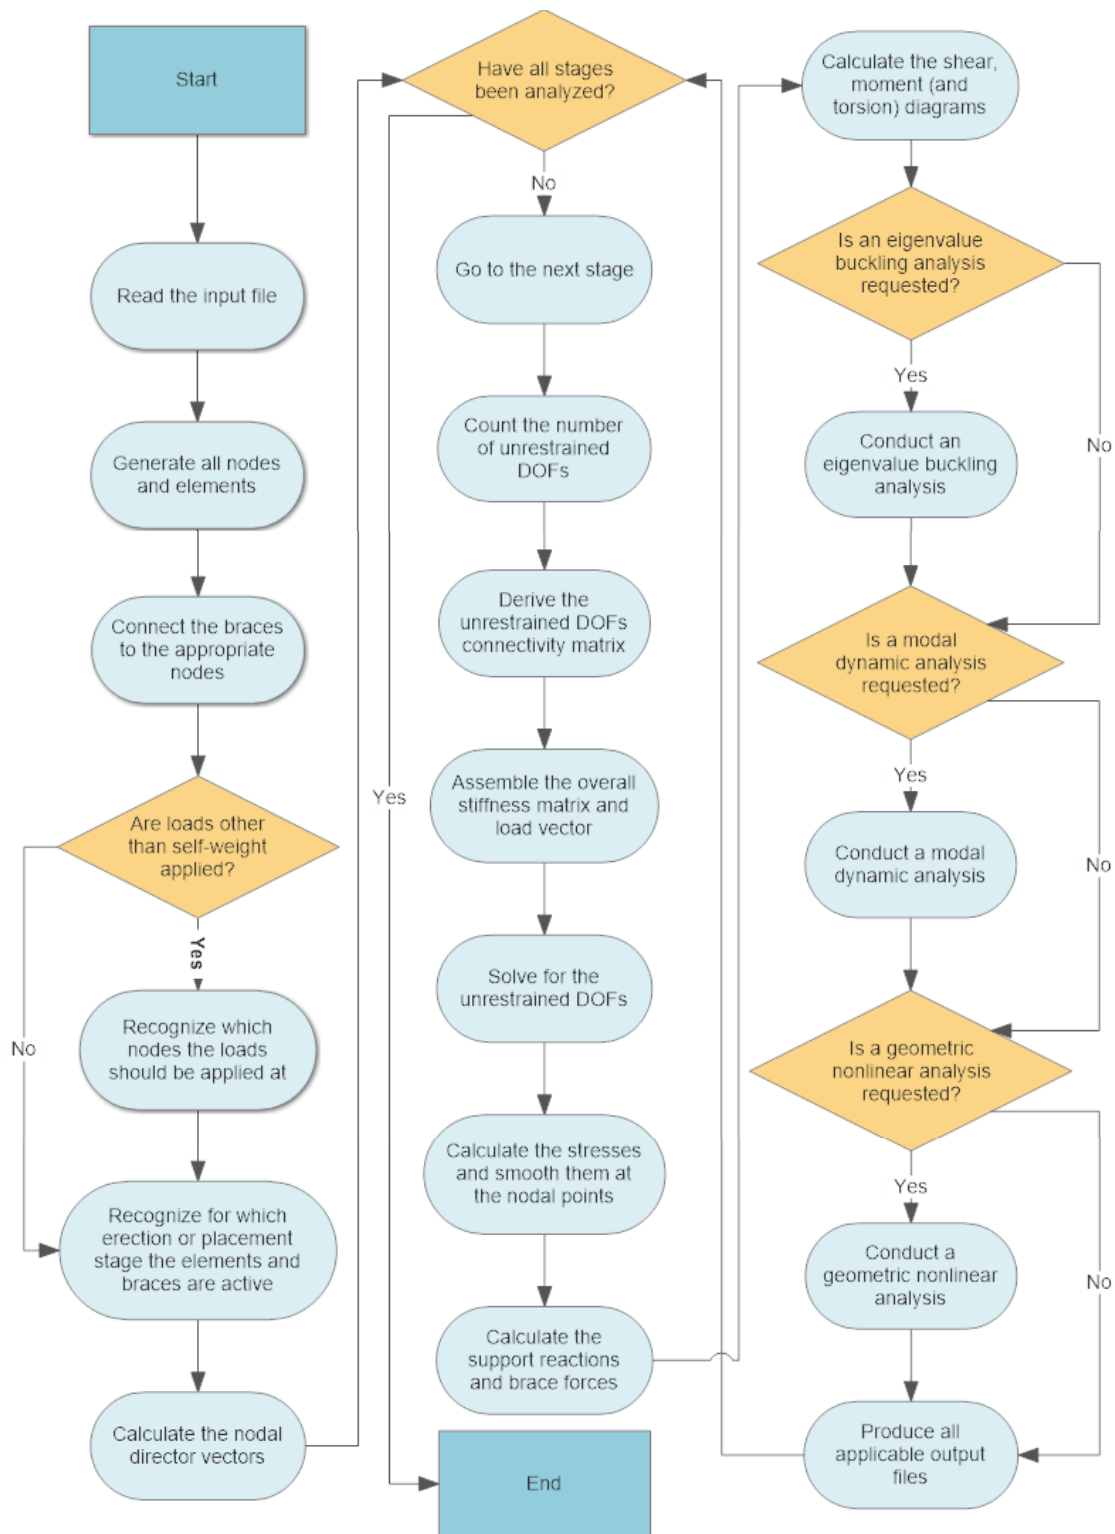 Start
Read the input file
Generate all nodes
and elements
Connect the braces
to the appropriate
nodes
Are loads other
than self-weight
applied?
Yes
No
Recognize which
nodes the loads
should be applied at
Recognize for which
erection or placement
stage the elements and
braces are active
Calculate the nodal
director vectors
Have all stages
been analyzed?
No
Yes
Go to the next stage
Count the number
of unrestrained
DOFs
Derive the
unrestrained DOFs
connectivity matrix
Assemble the overall
stiffness matrix and
load vector
Solve for the
unrestrained DOFs
Calculate the stresses
and smooth them at
the nodal points
Calculate the
support reactions
and brace forces
End
Calculate the shear,
moment (and
torsion) diagrams
Is an eigenvalue
buckling analysis
requested?
Yes
No
Conduct an
eigenvalue buckling
analysis
Is a modal
dynamic analysis
requested?
Yes
No
Conduct a modal
dynamic analysis
Is a geometric
nonlinear analysis
requested?
Yes
No
Conduct a
geometric nonlinear
analysis
Produce all
applicable output
files